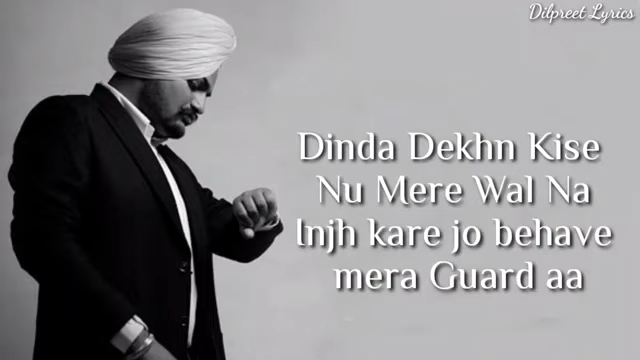 Dilpreet Lyrics
Dinda Dekhn Kise
Nu Mere Wal Na
Injh kare jo behave
mera Guard aa